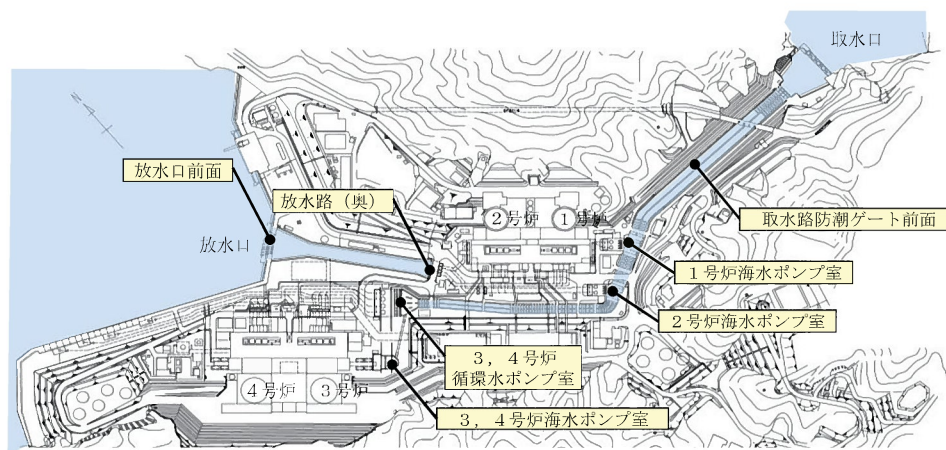 取水口
放水口前面
放水路（奥）
2号炉
1号炉
取水路防潮ゲート前面
放水口
1号炉海水ポンプ室
2号炉海水ポンプ室
3，4号炉
循環水ポンプ室
4号炉
3号炉
3，4号炉海水ポンプ室